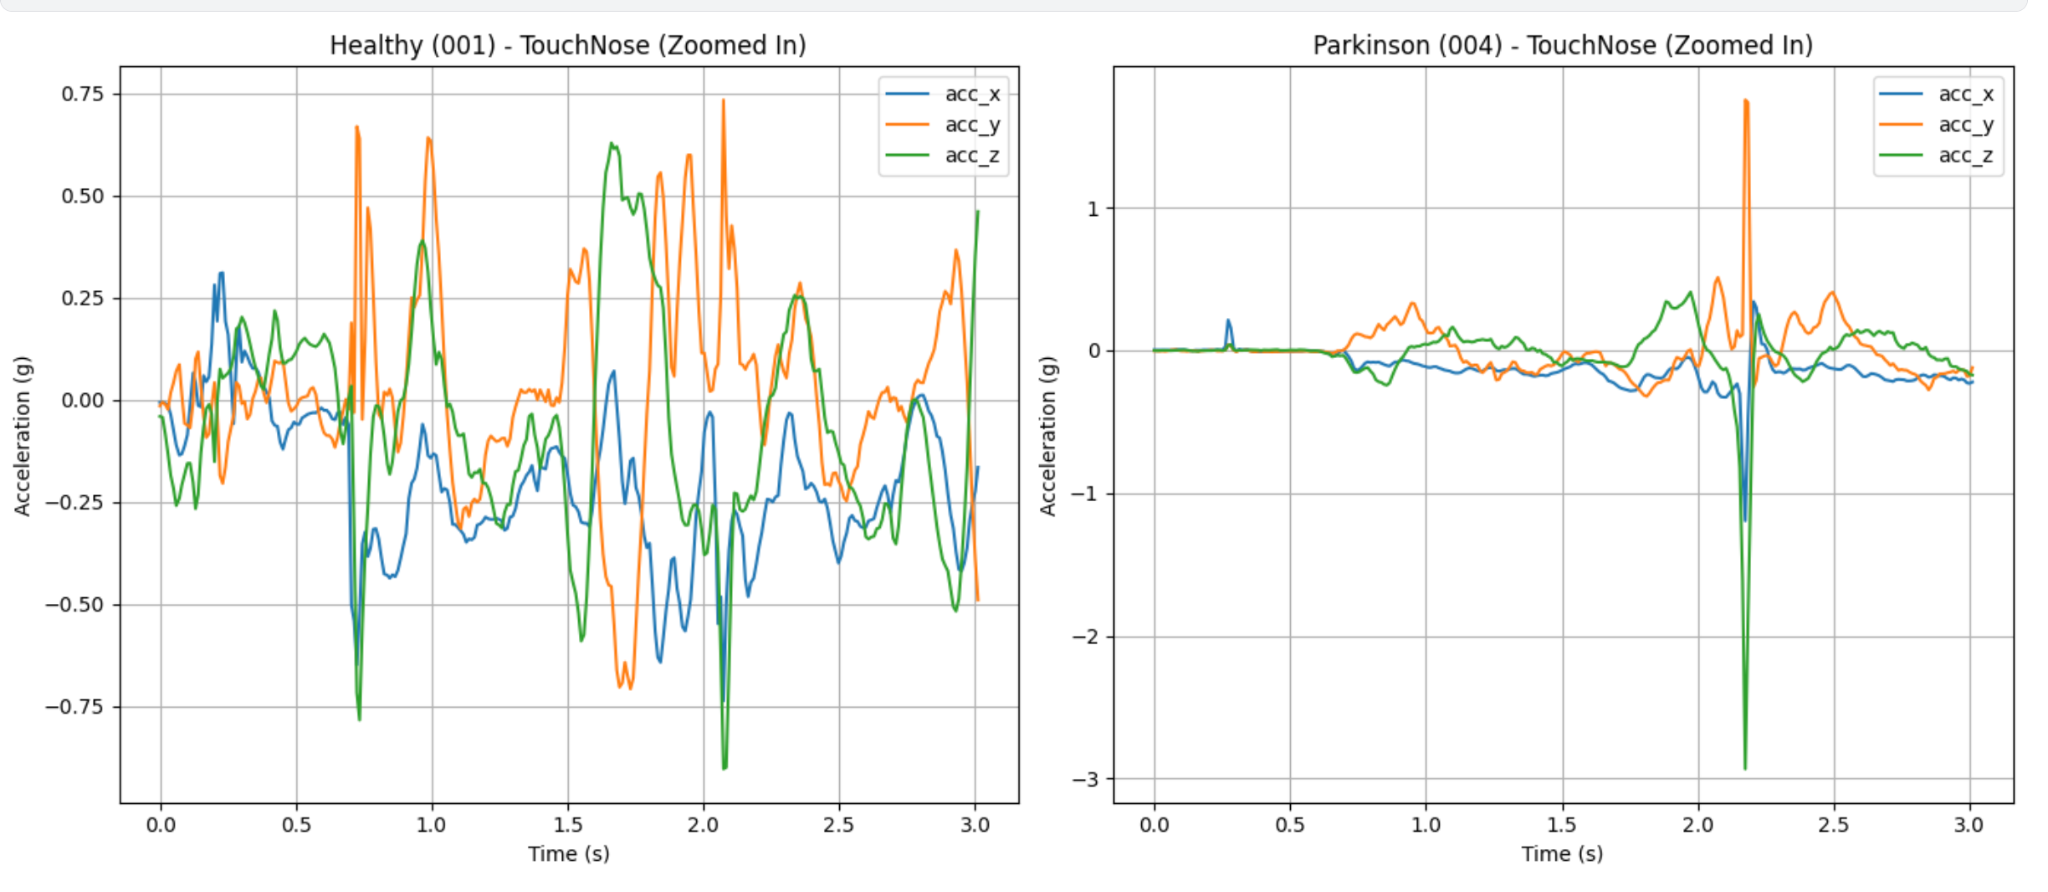 Healthy (001) - TouchNose (Zoomed In)
acc_x
acc_y
acc_z
0.75
0.50
0.25
0.00
−0.25
−0.50
−0.75
Acceleration (g)
0.0 0.5 1.0 1.5 2.0 2.5 3.0
Time (s)
Parkinson (004) - TouchNose (Zoomed In)
acc_x
acc_y
acc_z
1
0
−1
−2
−3
Acceleration (g)
0.0 0.5 1.0 1.5 2.0 2.5 3.0
Time (s)